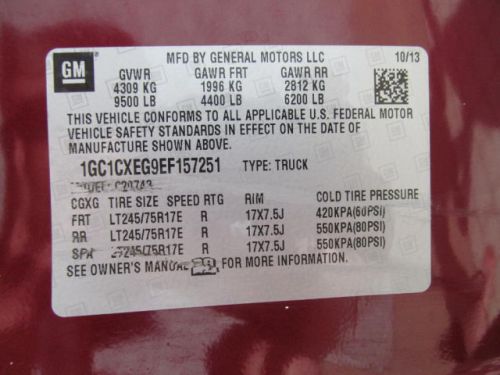 GM
MFD BY GENERAL MOTORS LLC 10/13
GVWR GAWR FRT GAWR RR
4309 KG 1996 KG 2812 KG
9500 LB 4400 LB 6200 LB
THIS VEHICLE CONFORMS TO ALL APPLICABLE U.S. FEDERAL MOTOR
VEHICLE SAFETY STANDARDS IN EFFECT ON THE DATE OF
MANUFACTURE SHOWN ABOVE.
1GC1CXEG9EF157251 TYPE: TRUCK
CGXG TIRE SIZE SPEED RTG RIM COLD TIRE PRESSURE
FRT LT245/75R17E R 17X7.5J 420KPA(60PSI)
RR LT245/75R17E R 17X7.5J 550KPA(80PSI)
SPA LT245/75R17E R 17X7.5J 550KPA(80PSI)
SEE OWNER'S MANUAL FOR MORE INFORMATION.